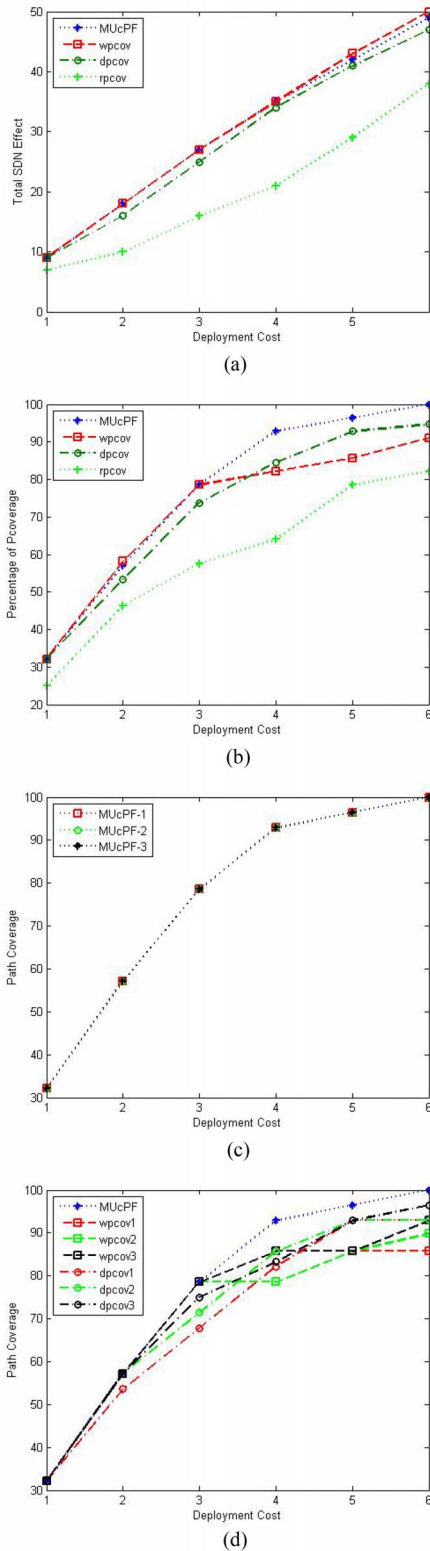 50
40
30
20
10
0
Total SDN Effect
MUcPF
wpcov
dpcov
rpcov
1 2 3 4 5 6
Deployment Cost
(a)
100
90
80
70
60
50
40
30
20
Percentage of Pcoverage
MUcPF
wpcov
dpcov
rpcov
1 2 3 4 5 6
Deployment Cost
(b)
100
90
80
70
60
50
40
30
Path Coverage
MUcPF-1
MUcPF-2
MUcPF-3
1 2 3 4 5 6
Deployment Cost
(c)
100
90
80
70
60
50
40
30
Path Coverage
MUcPF
wpcov1
wpcov2
wpcov3
dpcov1
dpcov2
dpcov3
1 2 3 4 5 6
Deployment Cost
(d)